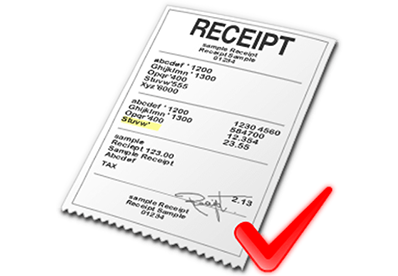 RECEIPT
sample Receipt
Receipt Sample
01234
abcdef ' 1200
Ghijklmn ' 1300
Opqr '400
Stuvw'555
Xyz '6000
abcdef ' 1200
Ghijklmn ' 1300 1230 4560
Opqr '400 584700
Stuvw' 12.354
23.55
sample
Reciept 123.00
Sample Receipt
Abcdef
TAX
2.13
sample Receipt
Receipt Sample
01234